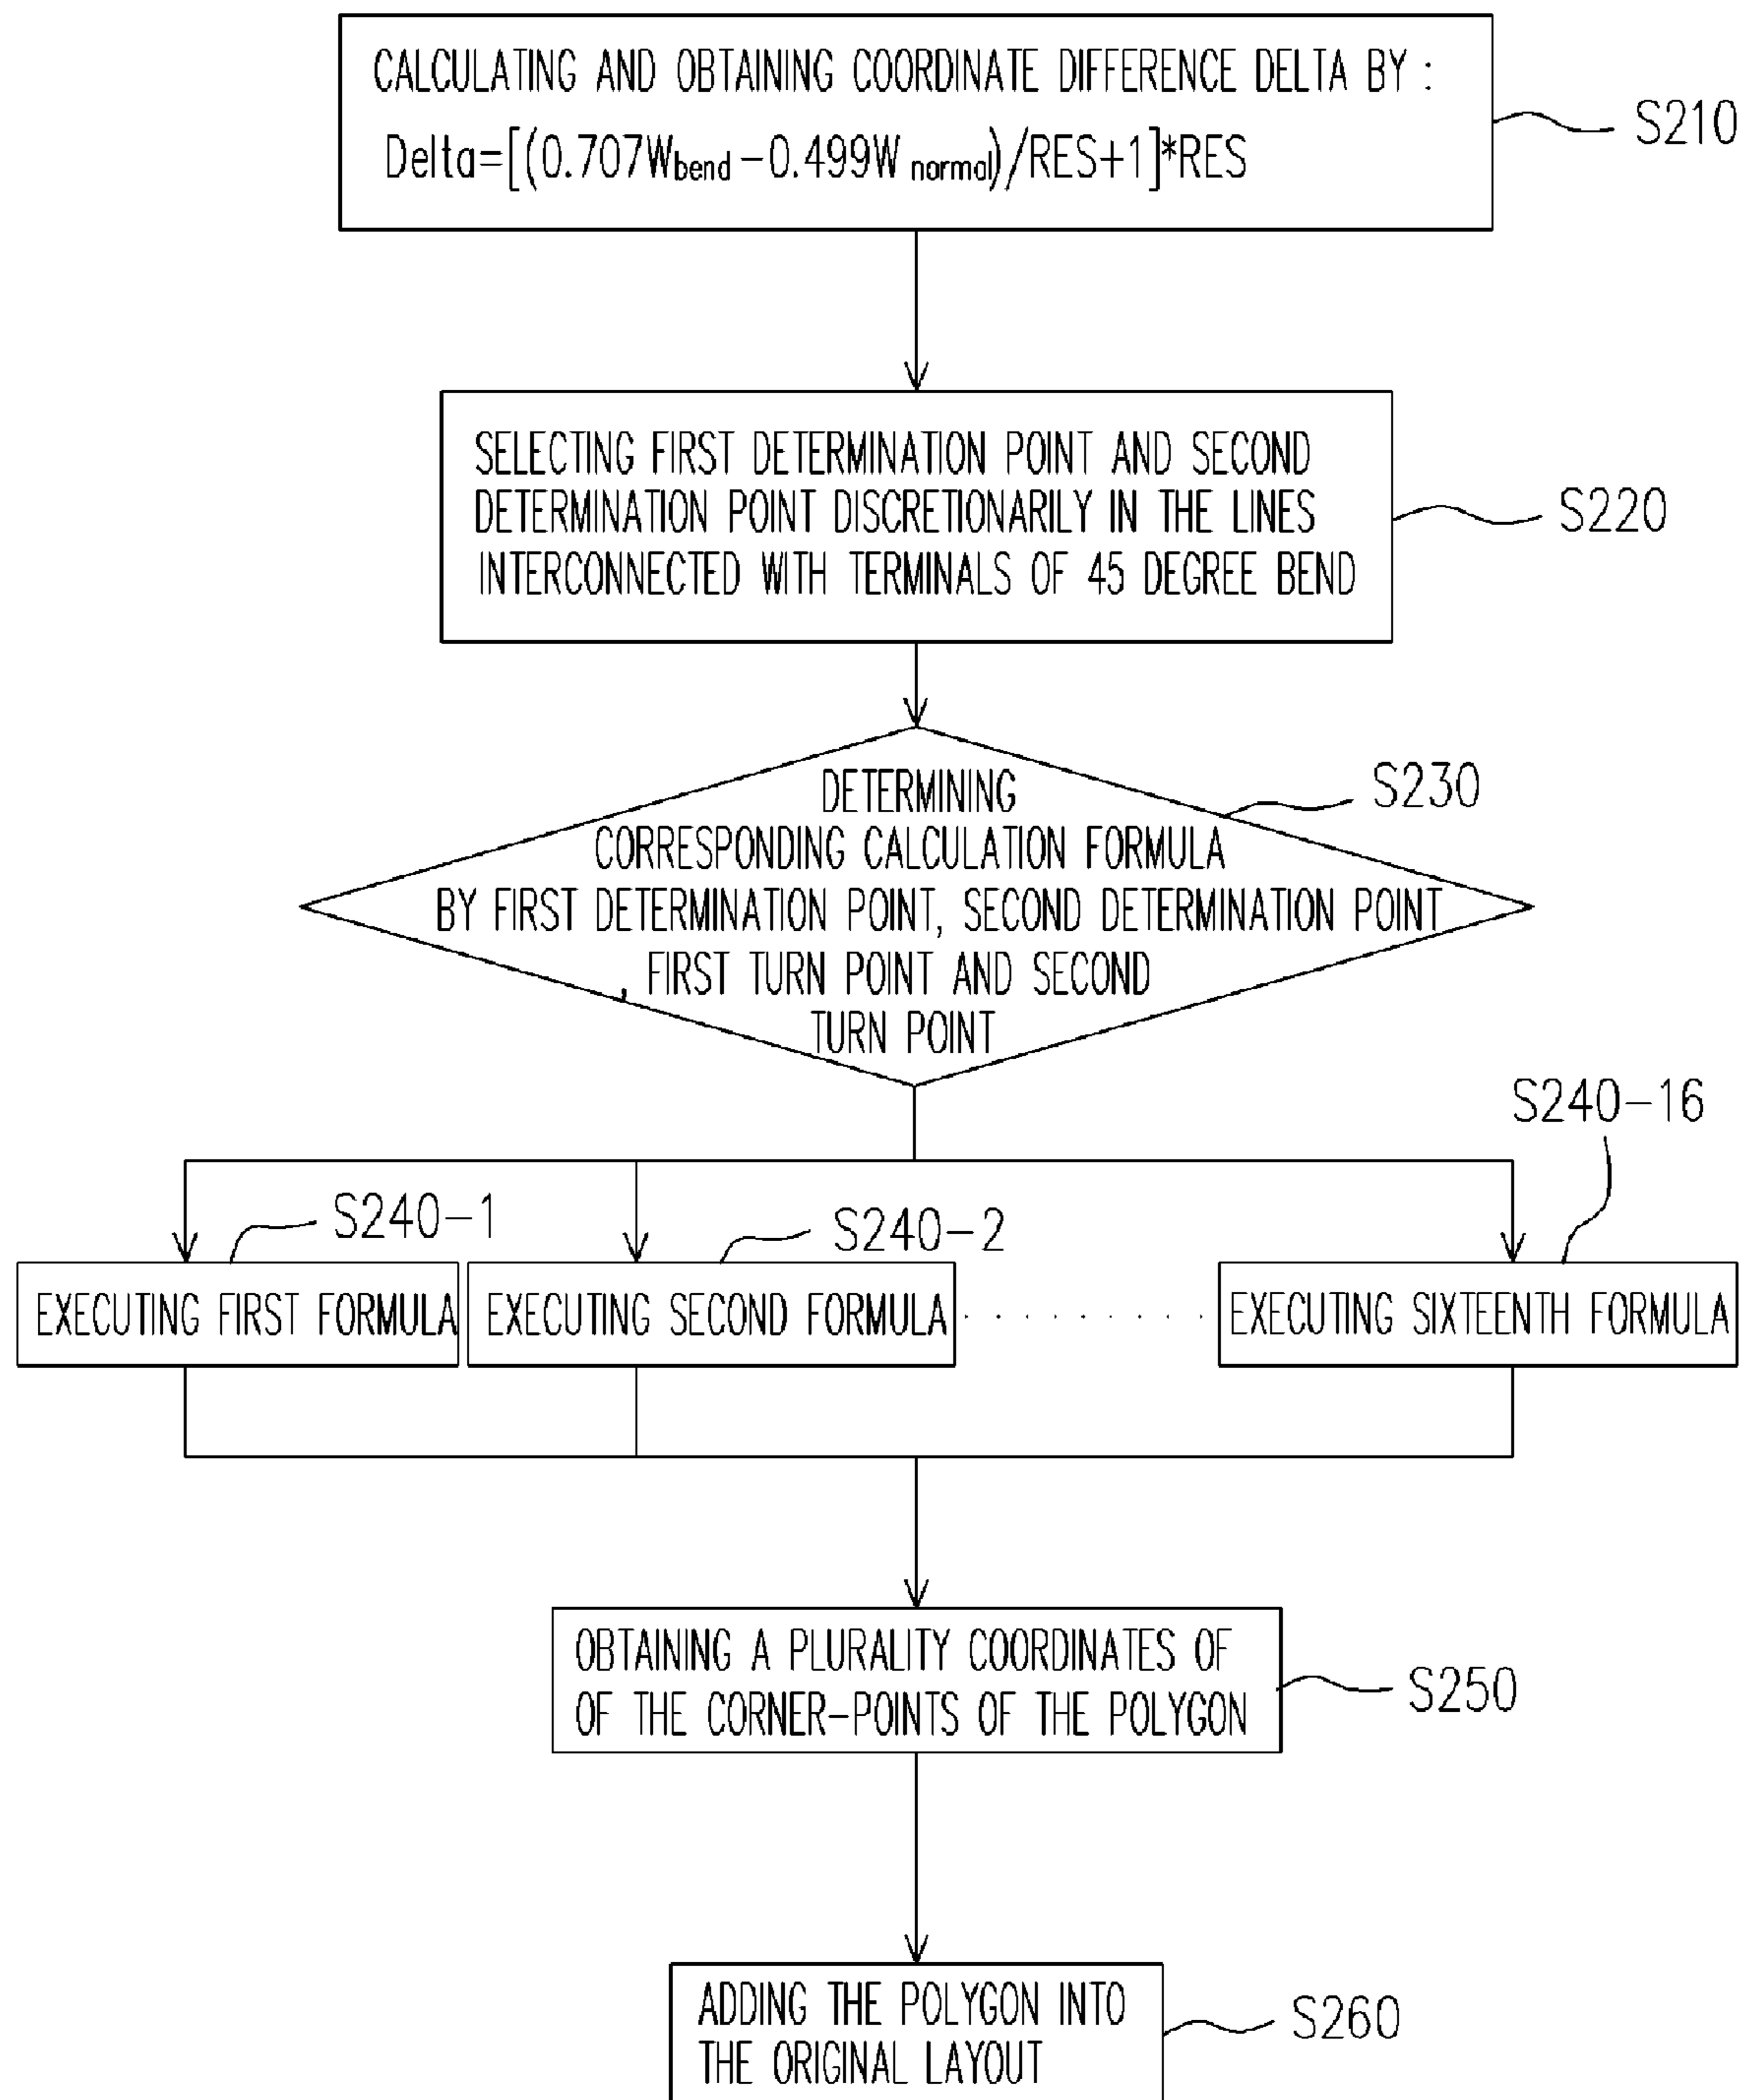 CALCULATING AND OBTAINING COORDINATE DIFFERENCE DELTA BY :
Delta=[(0.707Wbend-0.499W normal)/RES+1]*RES
S210
SELECTING FIRST DETERMINATION POINT AND SECOND
DETERMINATION POINT DISCRETIONARILY IN THE LINES
INTERCONNECTED WITH TERMINALS OF 45 DEGREE BEND
S220
DETERMINING
CORRESPONDING CALCULATION FORMULA
BY FIRST DETERMINATION POINT, SECOND DETERMINATION POINT
, FIRST TURN POINT AND SECOND
TURN POINT
S230
S240-16
S240-1
S240-2
EXECUTING FIRST FORMULA
EXECUTING SECOND FORMULA
. . . . . . . . .
EXECUTING SIXTEENTH FORMULA
OBTAINING A PLURALITY COORDINATES OF
OF THE CORNER-POINTS OF THE POLYGON
S250
ADDING THE POLYGON INTO
THE ORIGINAL LAYOUT
S260